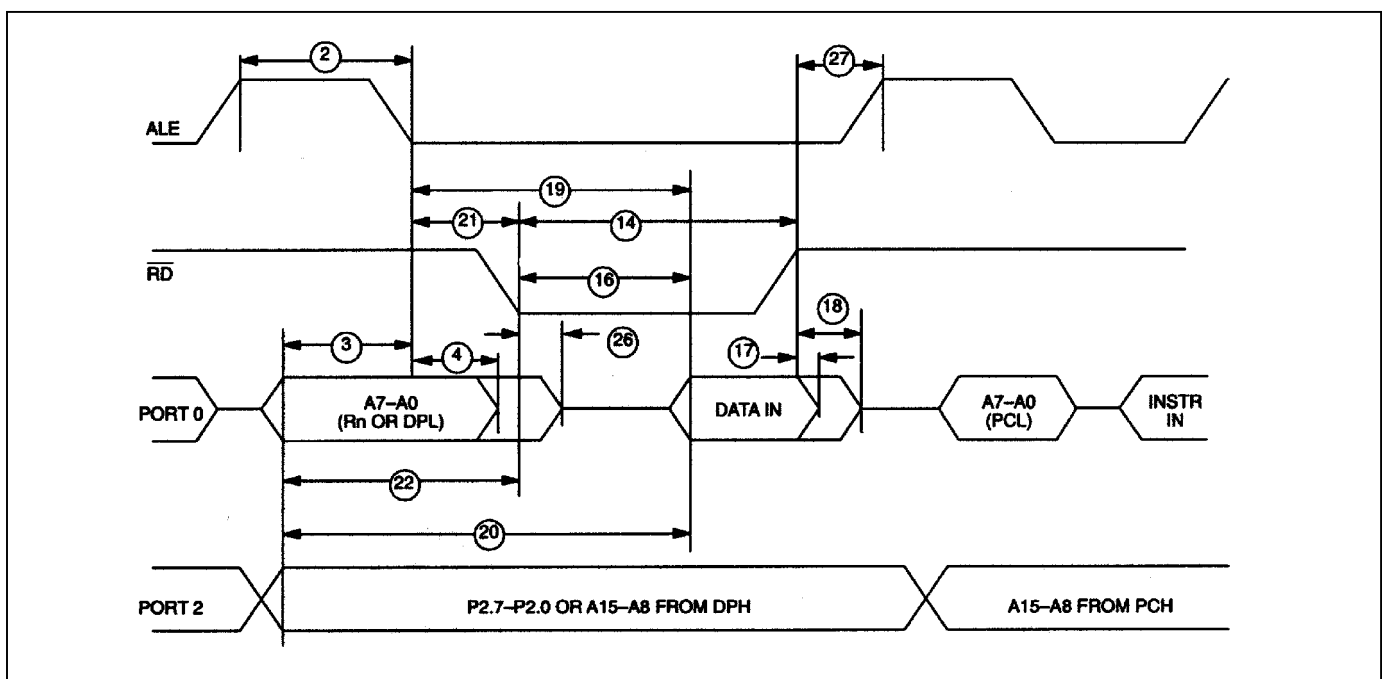 2
27
ALE
19
21
14
RD
16
18
3
4
26
17
PORT 0
A7–A0
(Rn OR DPL)
DATA IN
A7–A0
(PCL)
INSTR
IN
22
20
PORT 2
P2.7–P2.0 OR A15–A8 FROM DPH
A15–A8 FROM PCH